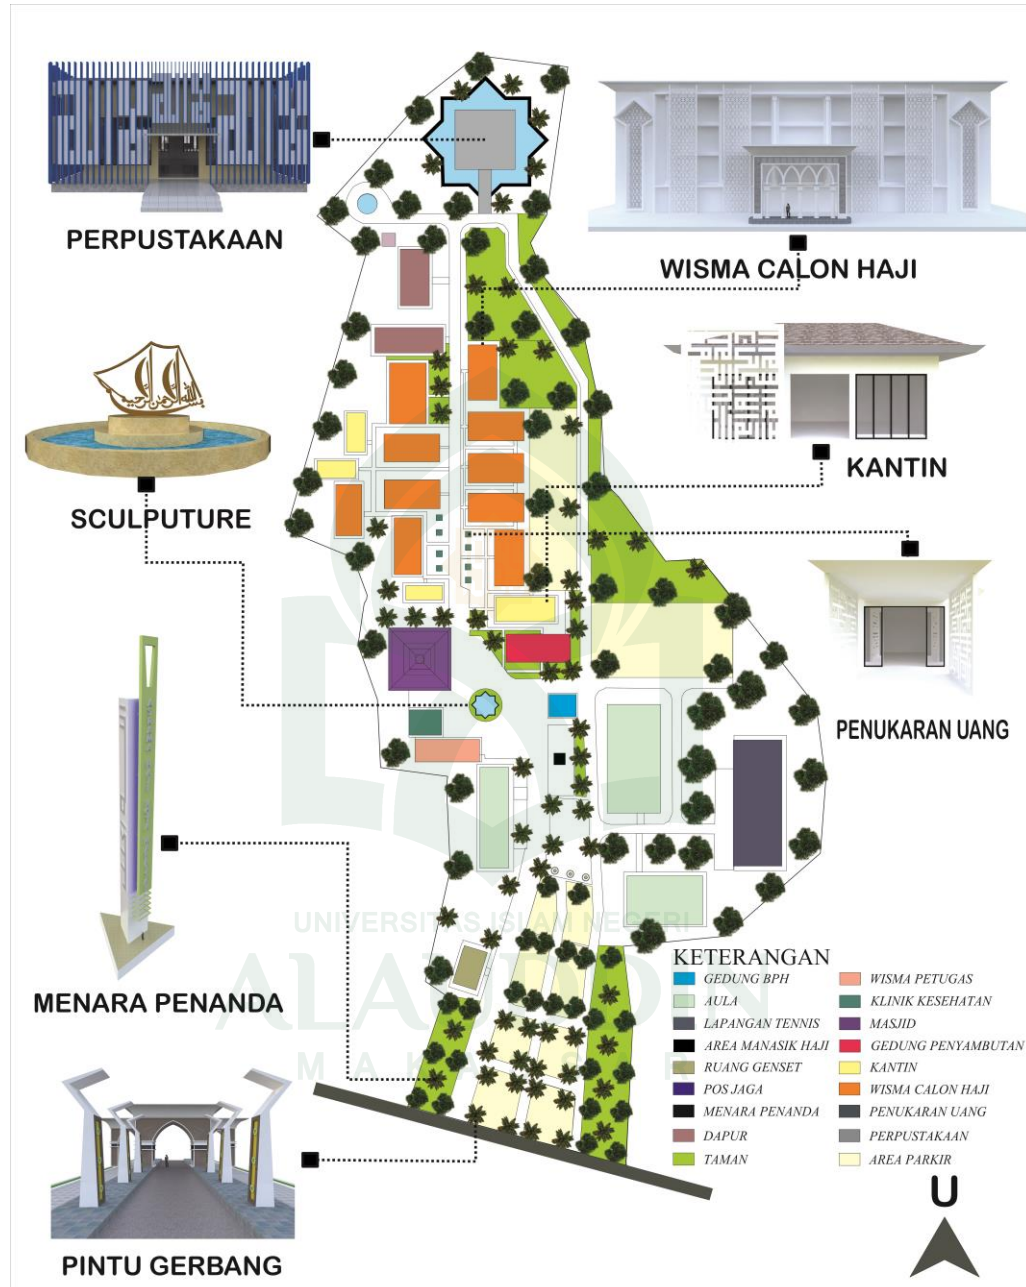 PERPUSTAKAAN
WISMA CALON HAJI
SCULPUTURE
KANTIN
PENUKARAN UANG
MENARA PENANDA
PINTU GERBANG
UNIVERSITAS ISLAM NEGERI
ALAUDDIN
MAKASSAR
KETERANGAN
GEDUNG BPH
AULA
LAPANGAN TENNIS
AREA MANASIK HAJI
RUANG GENSET
POS JAGA
MENARA PENANDA
DAPUR
TAMAN
WISMA PETUGAS
KLINIK KESEHATAN
MASJID
GEDUNG PENYAMBUTAN
KANTIN
WISMA CALON HAJI
PENUKARAN UANG
PERPUSTAKAAN
AREA PARKIR
U